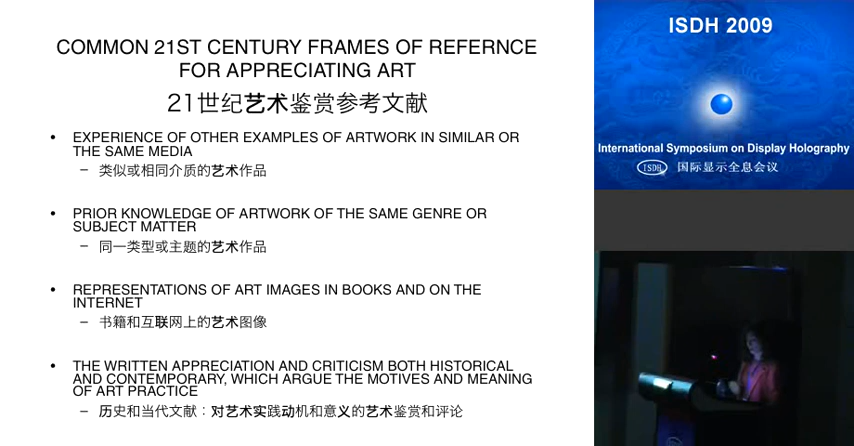 COMMON 21ST CENTURY FRAMES OF REFERNCE
FOR APPRECIATING ART
21世纪艺术鉴赏参考文献
• EXPERIENCE OF OTHER EXAMPLES OF ARTWORK IN SIMILAR OR
THE SAME MEDIA
– 类似或相同介质的艺术作品
• PRIOR KNOWLEDGE OF ARTWORK OF THE SAME GENRE OR
SUBJECT MATTER
– 同一类型或主题的艺术作品
• REPRESENTATIONS OF ART IMAGES IN BOOKS AND ON THE
INTERNET
– 书籍和互联网上的艺术图像
• THE WRITTEN APPRECIATION AND CRITICISM BOTH HISTORICAL
AND CONTEMPORARY, WHICH ARGUE THE MOTIVES AND MEANING
OF ART PRACTICE
– 历史和当代文献：对艺术实践动机和意义的艺术鉴赏和评论
ISDH 2009
International Symposium on Display Holography
ISDH 国际显示全息会议